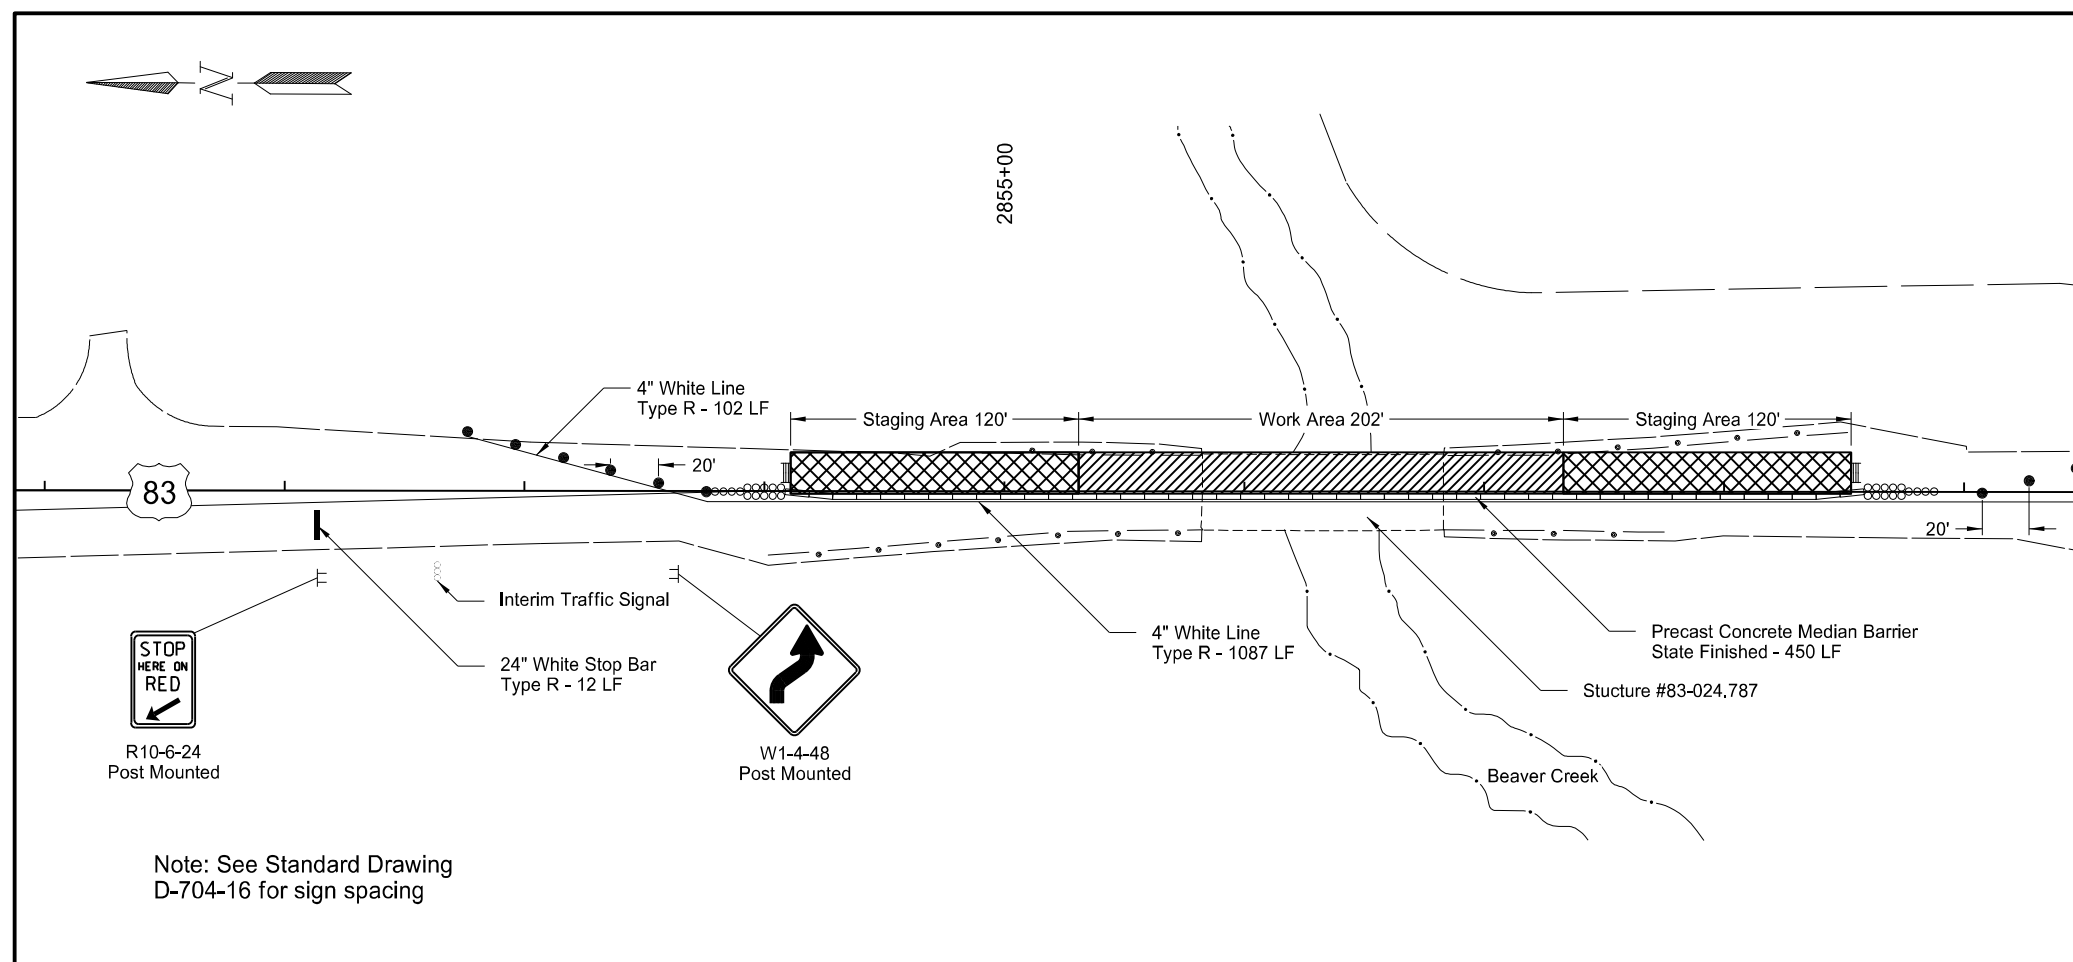 N
2855+00
4" White Line
Type R - 102 LF
Staging Area 120'
Work Area 202'
Staging Area 120'
20'
83
20'
Interim Traffic Signal
STOP
HERE ON
RED
24" White Stop Bar
Type R - 12 LF
4" White Line
Type R - 1087 LF
Precast Concrete Median Barrier
State Finished - 450 LF
Stucture #83-024.787
R10-6-24
Post Mounted
W1-4-48
Post Mounted
Beaver Creek
Note: See Standard Drawing
D-704-16 for sign spacing